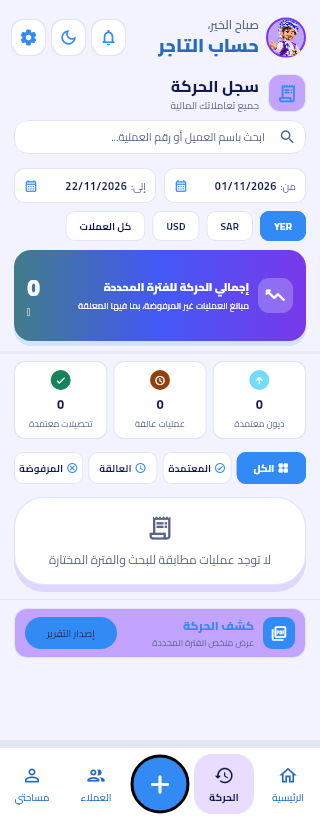 صباح الخير،
حساب التاجر
سجل الحركة
جميع تعاملاتك المالية
ابحث باسم العميل أو رقم العملية...
من: 01/11/2026
إلى: 22/11/2026
YER
SAR
USD
كل العملات
إجمالي الحركة للفترة المحددة
مبالغ العمليات غير المرفوضة، بما فيها المعلقة
0
0
ديون معتمدة
0
عمليات عالقة
0
تحصيلات معتمدة
الكل
المعتمدة
العالقة
المرفوضة
لا توجد عمليات مطابقة للبحث والفترة المختارة
كشف الحركة
عرض ملخص الفترة المحددة
إصدار التقرير
الرئيسية
الحركة
العملاء
مساحتي